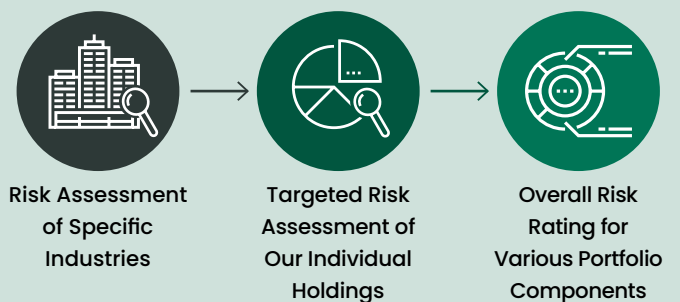 Risk Assessment
of Specific
Industries
Targeted Risk
Assessment of
Our Individual
Holdings
Overall Risk
Rating for
Various Portfolio
Components